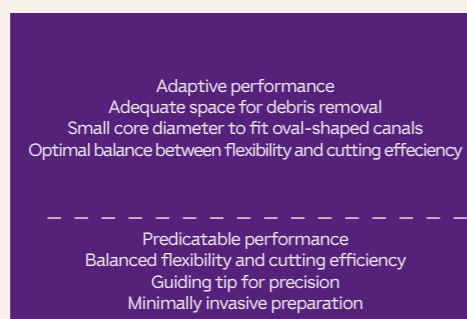 Adaptive performance
Adequate space for debris removal
Small core diameter to fit oval-shaped canals
Optimal balance between flexibility and cutting effeciency
Predicatable performance
Balanced flexibility and cutting efficiency
Guiding tip for precision
Minimally invasive preparation